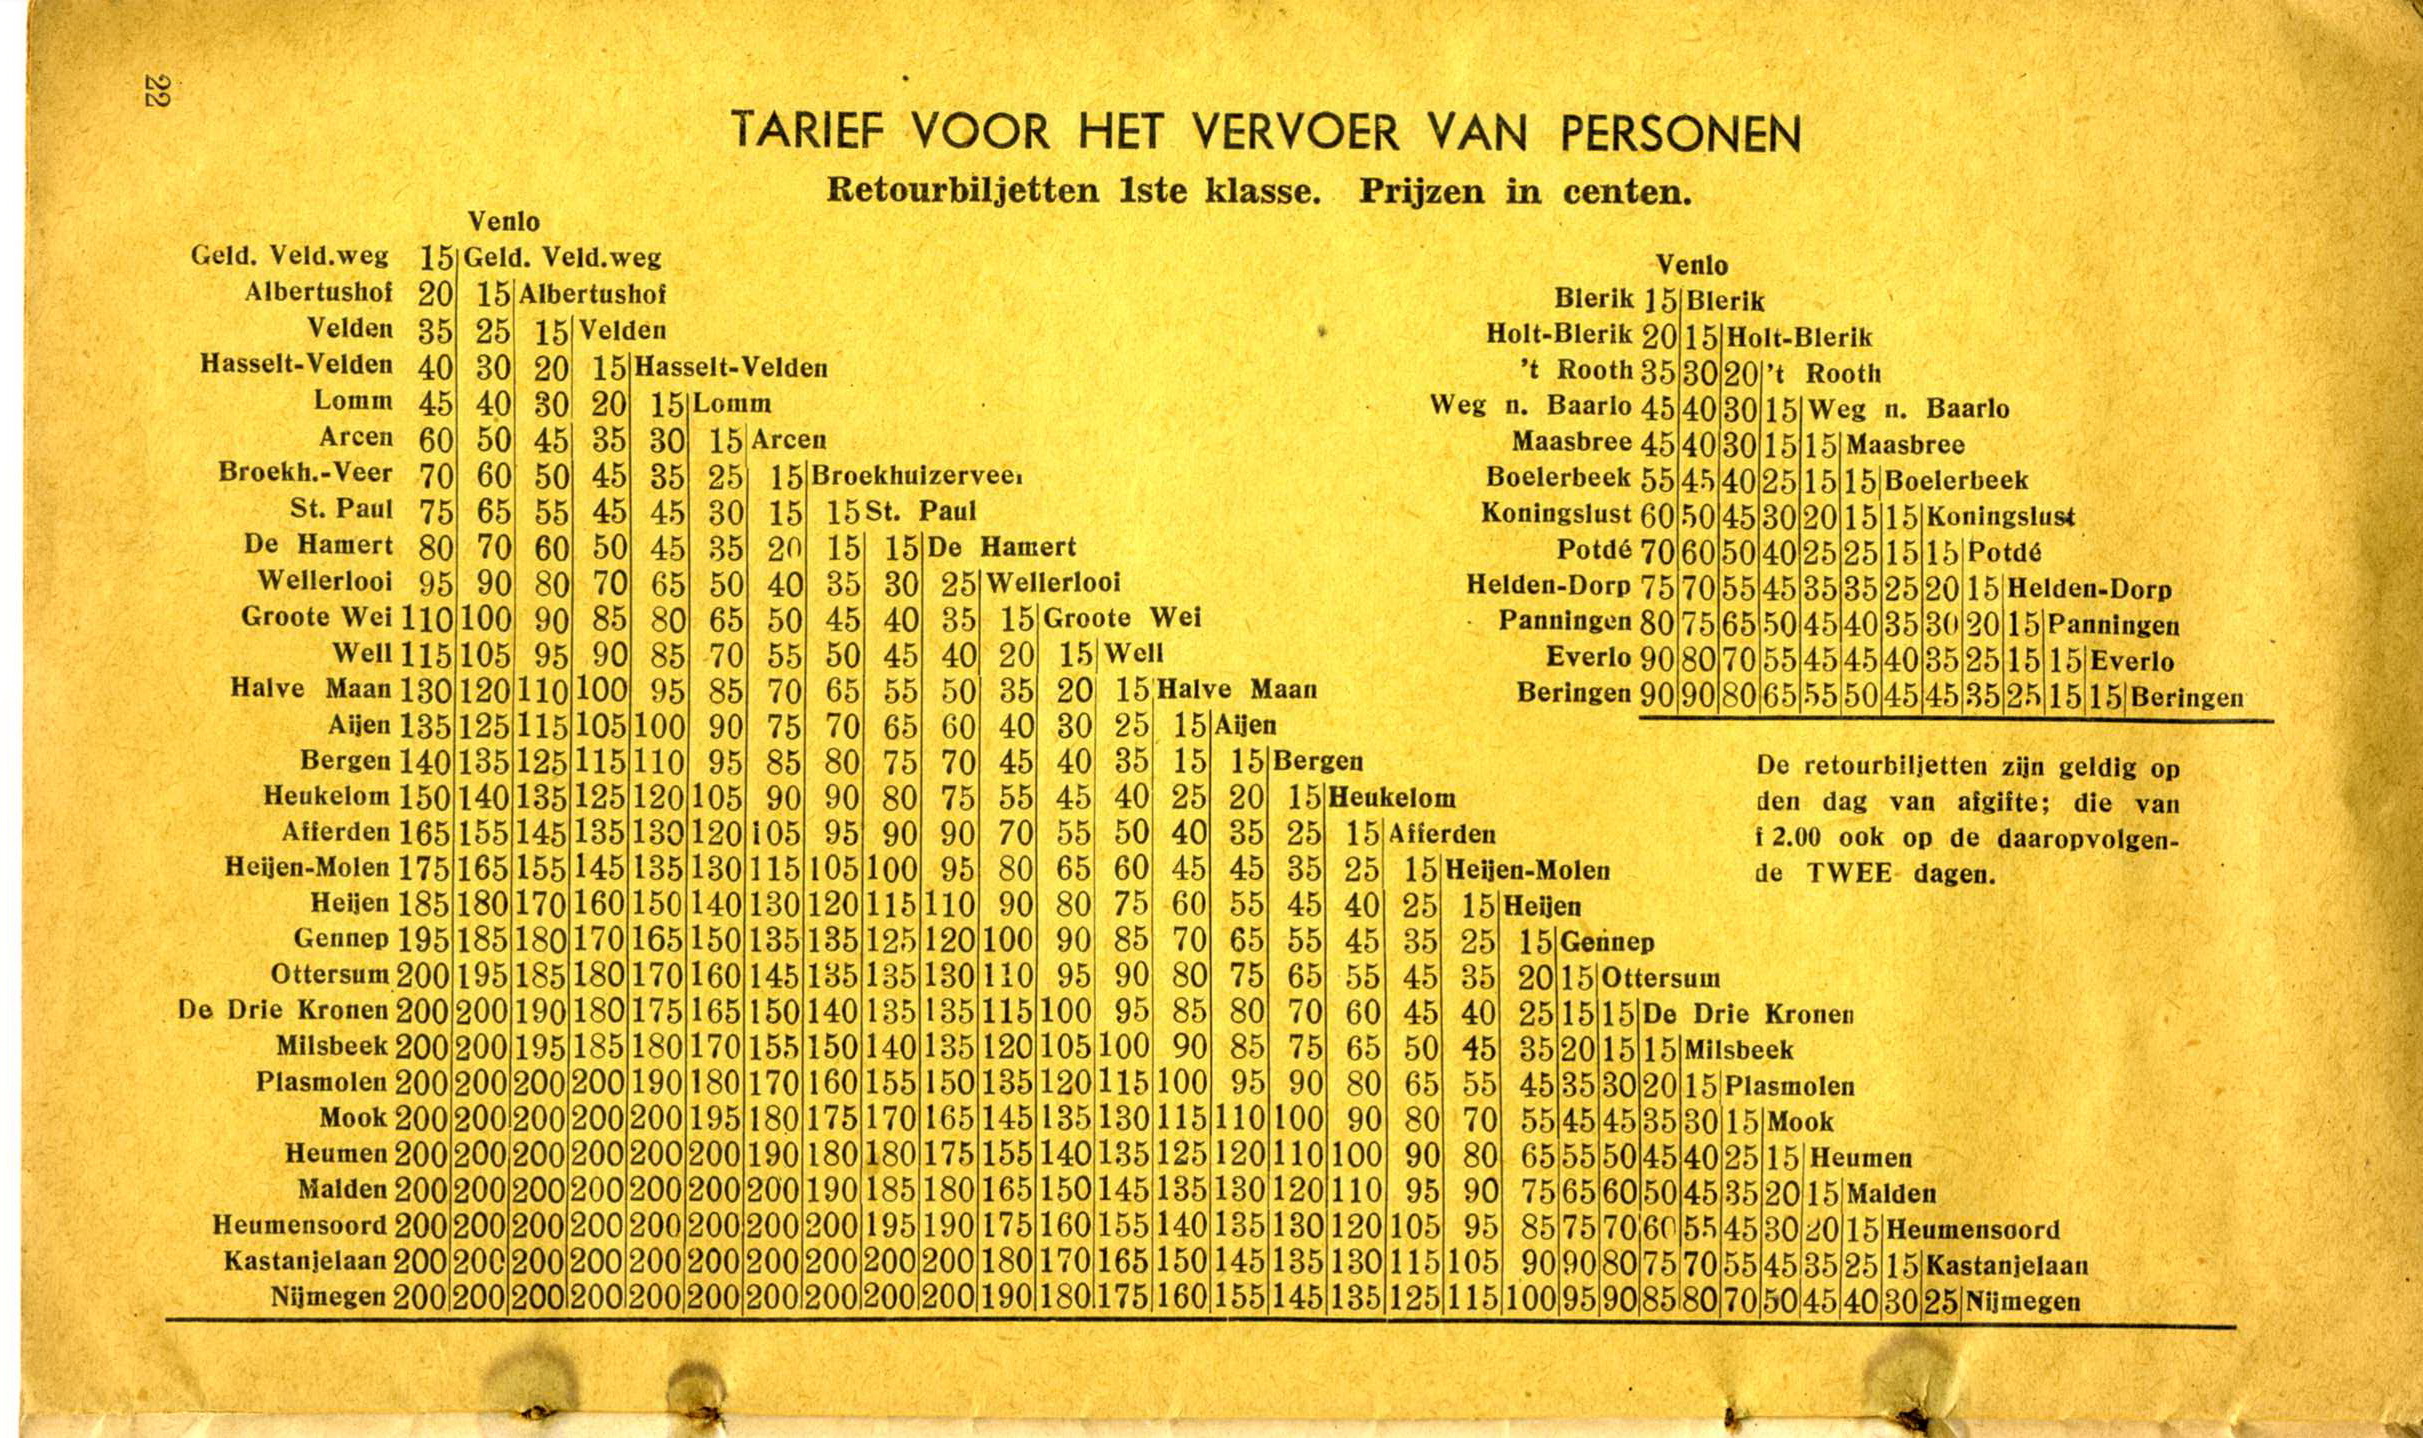 22
TARIEF VOOR HET VERVOER VAN PERSONEN
Retourbiljetten 1ste klasse. Prijzen in centen.
Venlo
Geld. Veld.weg 15 Geld. Veld.weg
Albertushof 20 15 Albertushof
Velden 35 25 15 Velden
Hasselt-Velden 40 30 20 15 Hasselt-Velden
Lomm 45 40 30 20 15 Lomm
Arcen 60 50 45 35 30 15 Arcen
Broekh.-Veer 70 60 50 45 35 25 15 Broekhuizerveer
St. Paul 75 65 55 45 45 30 15 15 St. Paul
De Hamert 80 70 60 50 45 35 20 15 15 De Hamert
Wellerlooi 95 90 80 70 65 50 40 35 30 25 Wellerlooi
Groote Wei 110 100 90 85 80 65 50 45 40 35 15 Groote Wei
Well 115 105 95 90 85 70 55 50 45 40 20 15 Well
Halve Maan 130 120 110 100 95 85 70 65 55 50 35 20 15 Halve Maan
Aijen 135 125 115 105 100 90 75 70 65 60 40 30 25 15 Aijen
Bergen 140 135 125 115 110 95 85 80 75 70 45 40 35 15 15 Bergen
Heukelom 150 140 135 125 120 105 90 90 80 75 55 45 40 25 20 15 Heukelom
Afferden 165 155 145 135 130 120 105 95 90 90 70 55 50 40 35 25 15 Afferden
Heijen-Molen 175 165 155 145 135 130 115 105 100 95 80 65 60 45 45 35 25 15 Heijen-Molen
Heijen 185 180 170 160 150 140 130 120 115 110 90 80 75 60 55 45 40 25 15 Heijen
Gennep 195 185 180 170 165 150 135 135 125 120 100 90 85 70 65 55 45 35 25 15 Gennep
Ottersum 200 195 185 180 170 160 145 135 135 130 110 95 90 80 75 65 55 45 35 20 15 Ottersum
De Drie Kronen 200 200 190 180 175 165 150 140 135 135 115 100 95 85 80 70 60 45 40 25 15 15 De Drie Kronen
Milsbeek 200 200 195 185 180 170 155 150 140 135 120 105 100 90 85 75 65 50 45 35 20 15 15 Milsbeek
Plasmolen 200 200 200 200 190 180 170 160 155 150 135 120 115 100 95 90 80 65 55 45 35 30 20 15 Plasmolen
Mook 200 200 200 200 200 195 180 175 170 165 145 135 130 115 110 100 90 80 70 55 45 45 35 30 15 Mook
Heumen 200 200 200 200 200 200 190 180 180 175 155 140 135 125 120 110 100 90 80 65 55 50 45 40 25 15 Heumen
Malden 200 200 200 200 200 200 200 190 185 180 165 150 145 135 130 120 110 95 90 75 65 60 50 45 35 20 15 Malden
Heumensoord 200 200 200 200 200 200 200 200 195 190 175 160 155 140 135 130 120 105 95 85 75 70 60 55 45 30 20 15 Heumensoord
Kastanjelaan 200 200 200 200 200 200 200 200 200 200 180 170 165 150 145 135 130 115 105 90 90 80 75 70 55 45 35 25 15 Kastanjelaan
Nijmegen 200 200 200 200 200 200 200 200 200 200 190 180 175 160 155 145 135 125 115 100 95 90 85 80 70 50 45 40 30 25 Nijmegen
Venlo
Blerik 15 Blerik
Holt-Blerik 20 15 Holt-Blerik
't Rooth 35 30 20 't Rooth
Weg n. Baarlo 45 40 30 15 Weg n. Baarlo
Maasbree 45 40 30 15 15 Maasbree
Boelerbeek 55 45 40 25 15 15 Boelerbeek
Koningslust 60 50 45 30 20 15 15 Koningslust
Potdé 70 60 50 40 25 25 15 15 Potdé
Helden-Dorp 75 70 55 45 35 35 25 20 15 Helden-Dorp
Panningen 80 75 65 50 45 40 35 30 20 15 Panningen
Everlo 90 80 70 55 45 45 40 35 25 15 15 Everlo
Beringen 90 90 80 65 55 50 45 45 35 25 15 15 Beringen
De retourbiljetten zijn geldig op
den dag van afgifte; die van
f 2.00 ook op de daaropvolgen-
de TWEE dagen.